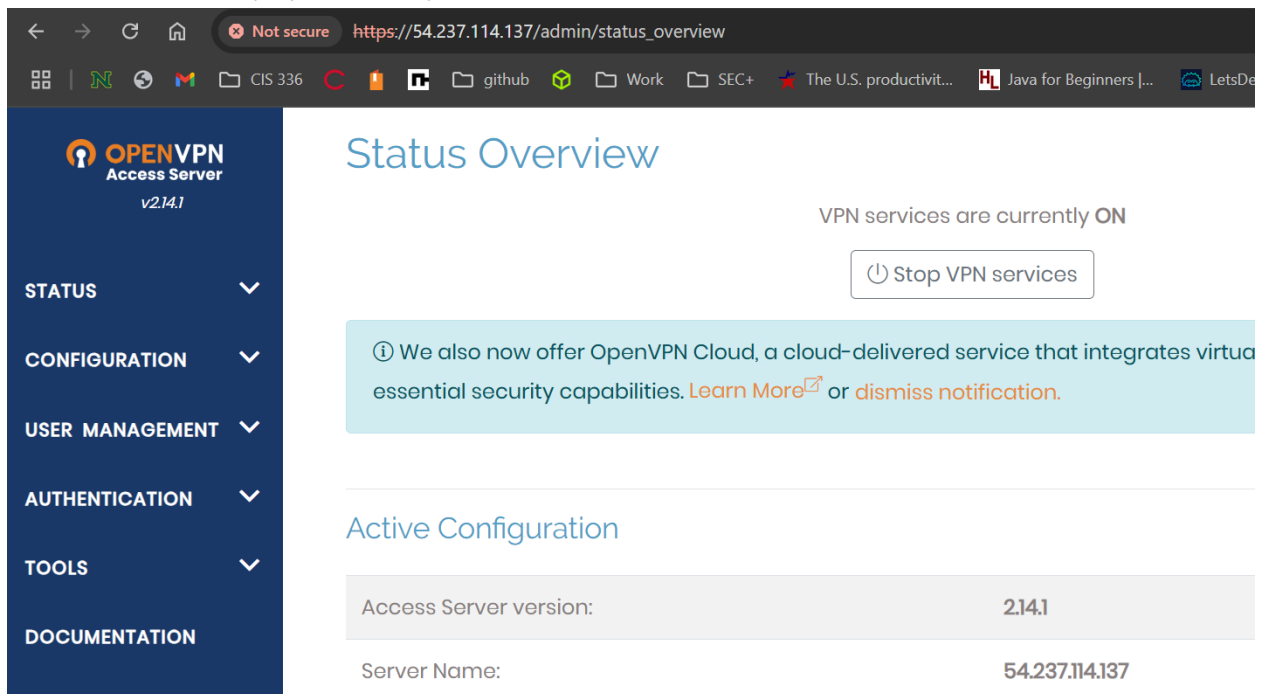 Not secure https://54.237.114.137/admin/status_overview
CIS 336 github Work SEC+ The U.S. productivit... Java for Beginners |... LetsDe
OPENVPN
Access Server
v2.14.1
STATUS
CONFIGURATION
USER MANAGEMENT
AUTHENTICATION
TOOLS
DOCUMENTATION
Status Overview
VPN services are currently ON
Stop VPN services
We also now offer OpenVPN Cloud, a cloud-delivered service that integrates virtua
essential security capabilities. Learn More or dismiss notification.
Active Configuration
Access Server version: 2.14.1
Server Name: 54.237.114.137